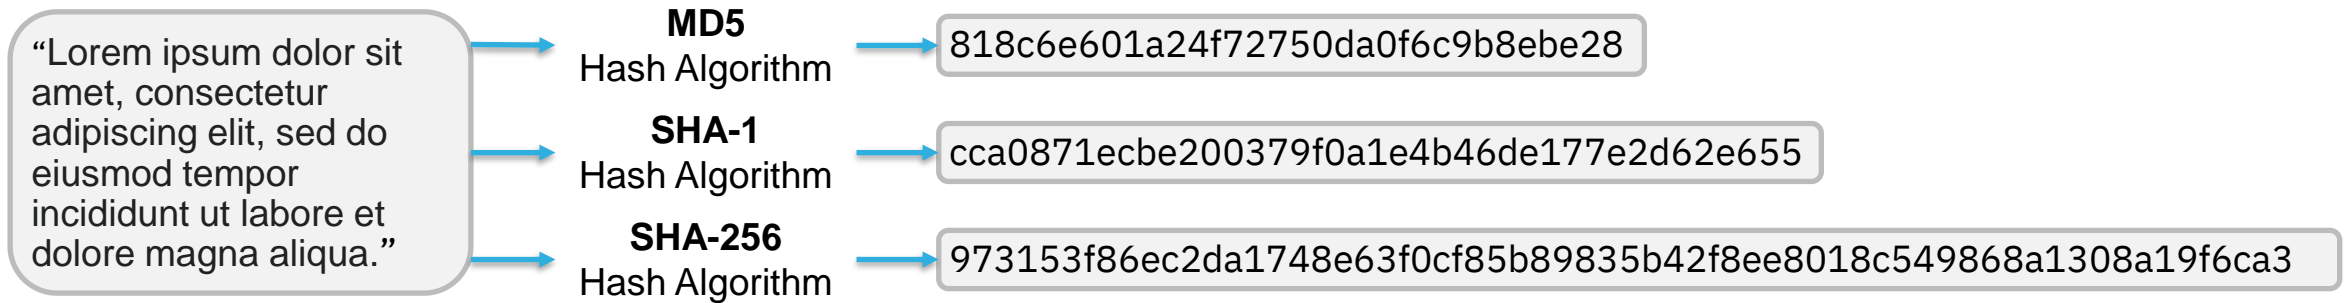 “Lorem ipsum dolor sit
amet, consectetur
adipiscing elit, sed do
eiusmod tempor
incididunt ut labore et
dolore magna aliqua.”
MD5
Hash Algorithm
818c6e601a24f72750da0f6c9b8ebe28
SHA-1
Hash Algorithm
cca0871ecbe200379f0a1e4b46de177e2d62e655
SHA-256
Hash Algorithm
973153f86ec2da1748e63f0cf85b89835b42f8ee8018c549868a1308a19f6ca3